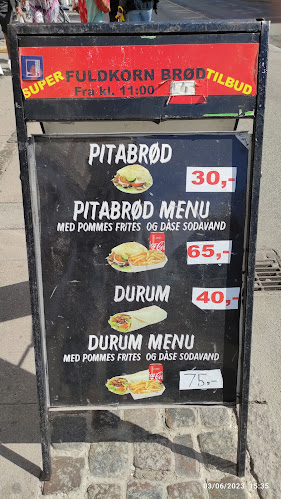 SUPER FULDKORN BRØD TILBUD
Fra kl. 11:00
PITABRØD
30,-
PITABRØD MENU
MED POMMES FRITES OG DÅSE SODAVAND
65,-
DURUM
40,-
DURUM MENU
MED POMMES FRITES OG DÅSE SODAVAND
75,-
03/06/2023 15:35